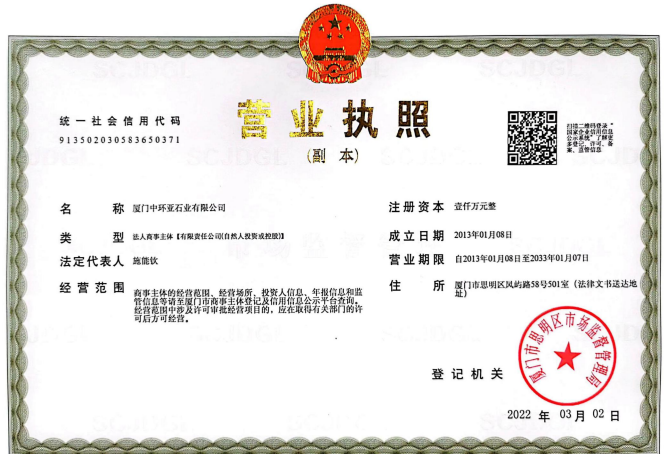 统一社会信用代码
913502030583650371
营业执照
(副 本)
扫描二维码登录"
国家企业信用信息
公示系统"了解更
多登记、许可、备
案、监管信息
名 称 厦门中环亚石业有限公司
注册资本 壹仟万元整
类 型 法人商事主体【有限责任公司(自然人投资或控股)】
成立日期 2013年01月08日
法定代表人 施能钦
营业期限 自2013年01月08日至2033年01月07日
经营范围 商事主体的经营范围、经营场所、投资人信息、年报信息和监
管信息等请至厦门市商事主体登记及信用信息公示平台查询。
经营范围中涉及许可审批经营项目的，应在取得有关部门的许
可后方可经营。
住 所 厦门市思明区凤屿路58号501室（法律文书送达地
址）
登记机关
厦门市思明区市场监督管理局
2022 年 03 月 02 日
SCJDGL